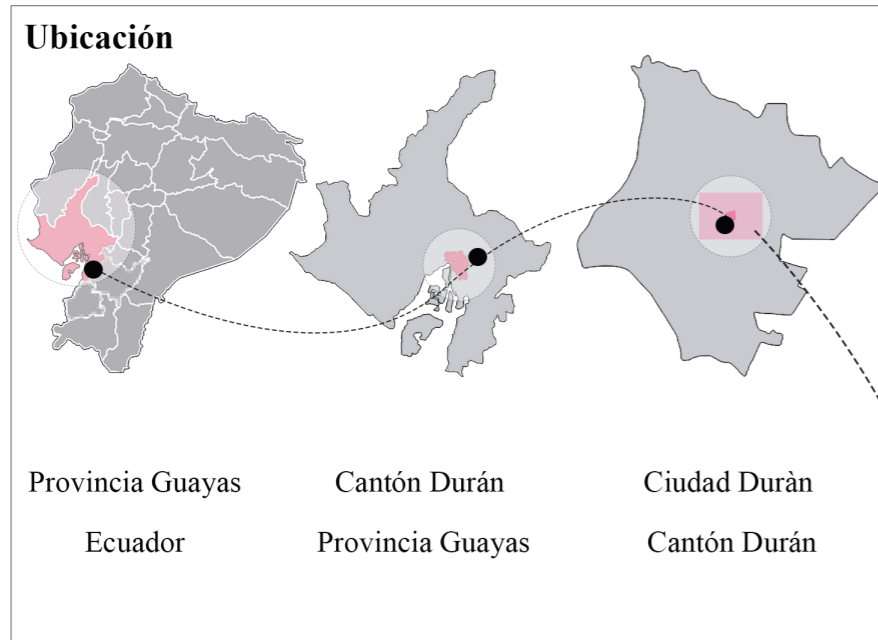 Ubicación
Provincia Guayas
Ecuador
Cantón Durán
Provincia Guayas
Ciudad Duràn
Cantón Durán